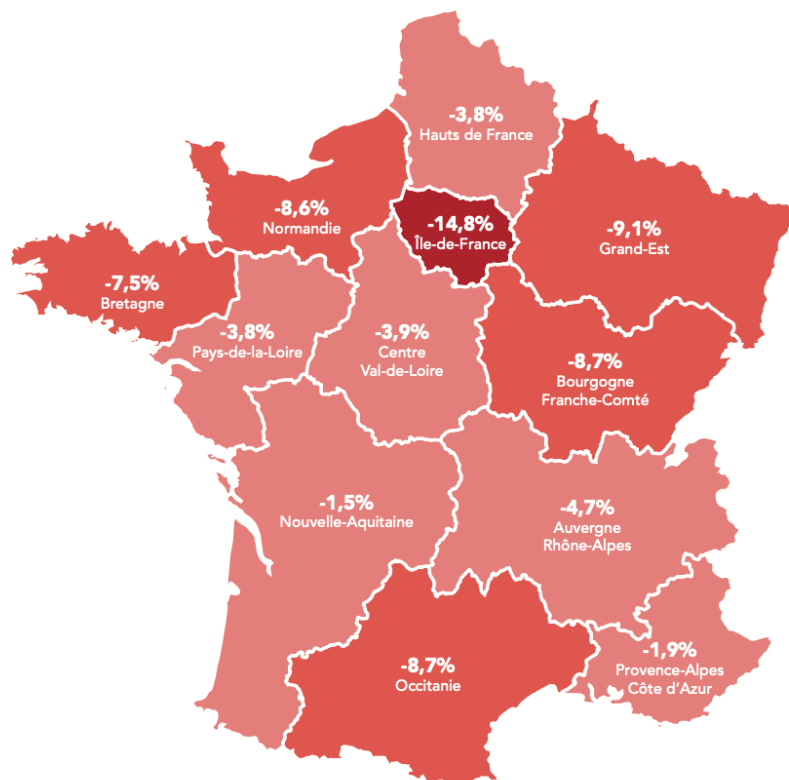 -3,8%
Hauts de France
-8,6%
Normandie
-14,8%
Île-de-France
-9,1%
Grand-Est
-7,5%
Bretagne
-3,8%
Pays-de-la-Loire
-3,9%
Centre
Val-de-Loire
-8,7%
Bourgogne
Franche-Comté
-1,5%
Nouvelle-Aquitaine
-4,7%
Auvergne
Rhône-Alpes
-8,7%
Occitanie
-1,9%
Provence-Alpes
Côte d’Azur